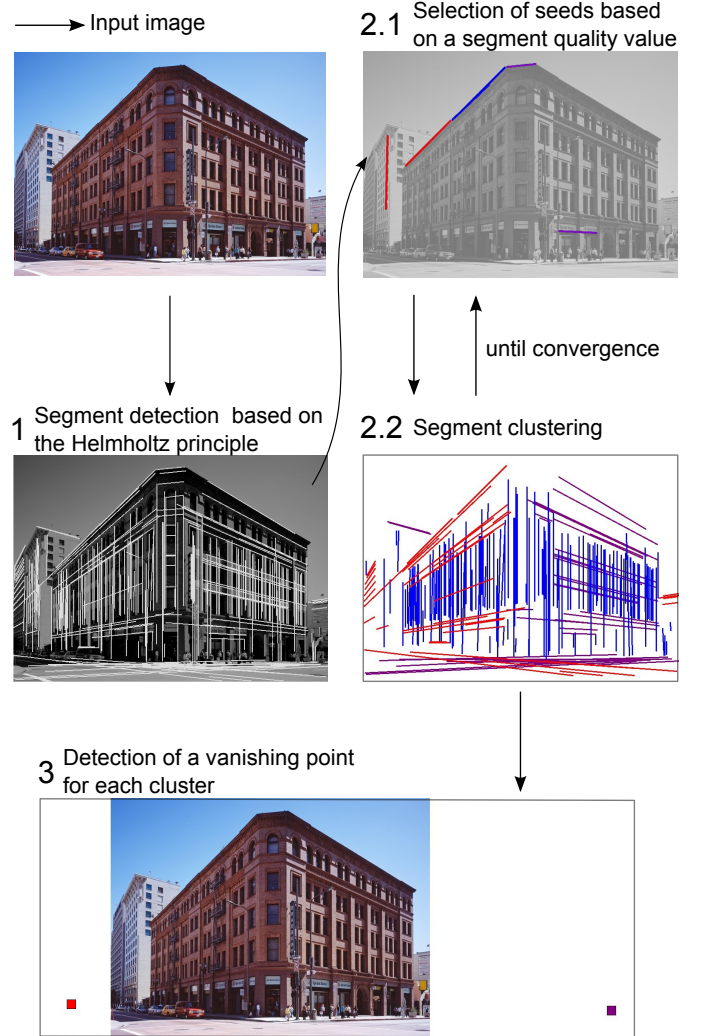 Input image
2.1 Selection of seeds based
on a segment quality value
until convergence
1 Segment detection based on
the Helmholtz principle
2.2 Segment clustering
3 Detection of a vanishing point
for each cluster